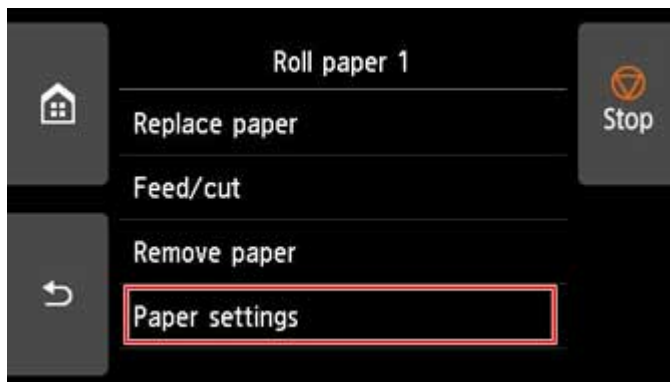 Roll paper 1
Stop
Replace paper
Feed/cut
Remove paper
Paper settings